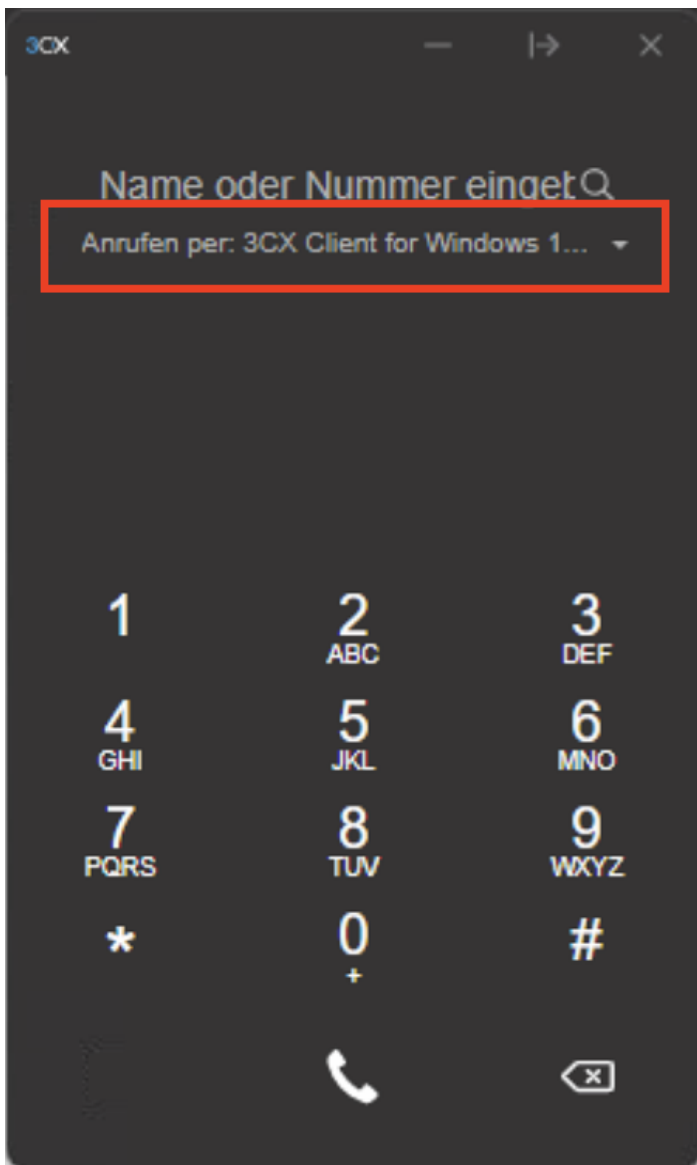 3CX
Name oder Nummer eingeb
Anrufen per: 3CX Client for Windows 1...
1 2 3
ABC DEF
4 5 6
GHI JKL MNO
7 8 9
PQRS TUV WXYZ
* 0 #
+